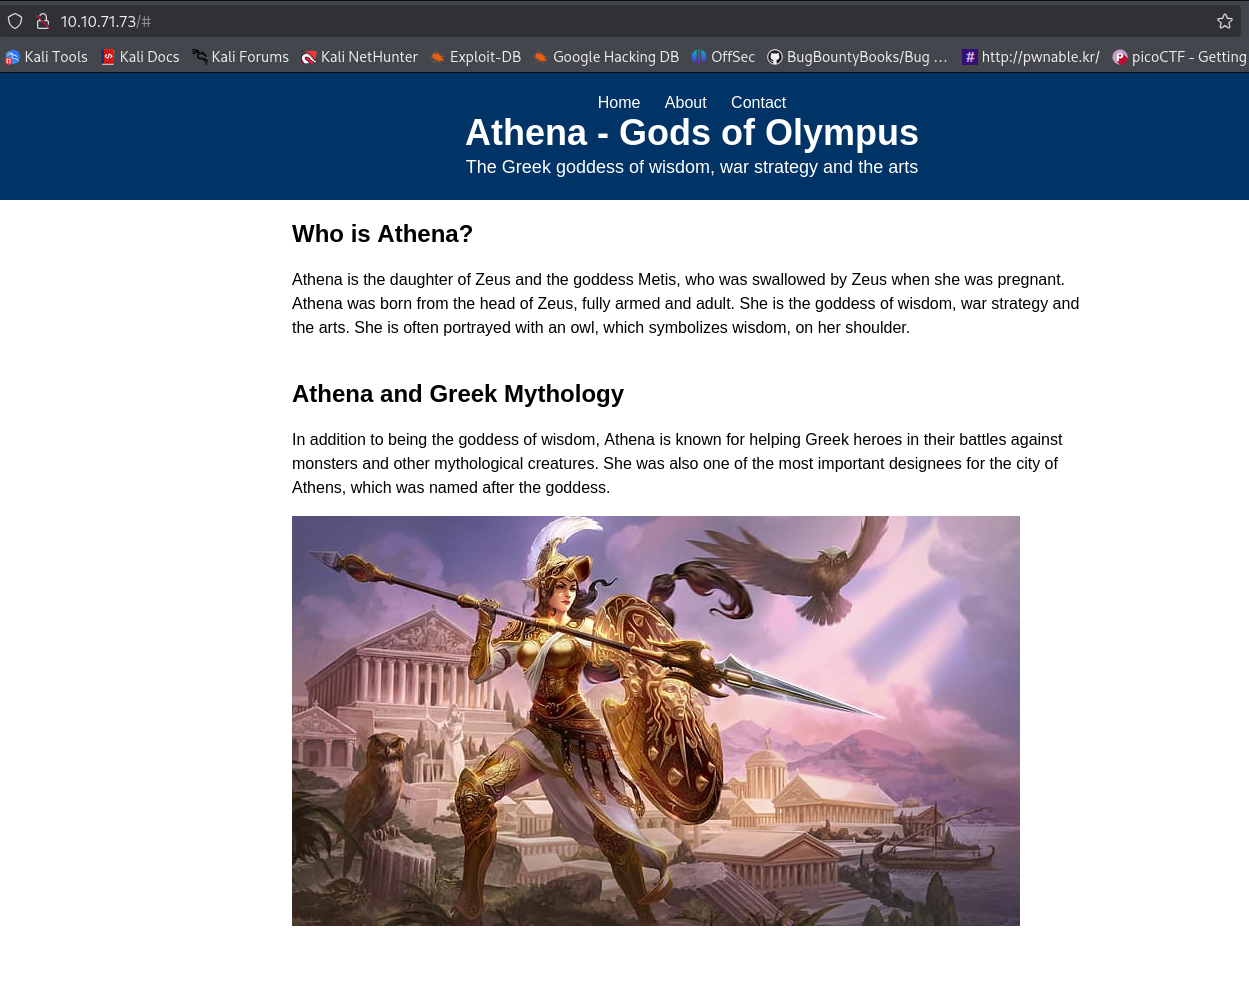 10.10.71.73/#
Kali Tools Kali Docs Kali Forums Kali NetHunter Exploit-DB Google Hacking DB OffSec BugBountyBooks/Bug … # http://pwnable.kr/ picoCTF - Getting
Home About Contact
Athena - Gods of Olympus
The Greek goddess of wisdom, war strategy and the arts
Who is Athena?
Athena is the daughter of Zeus and the goddess Metis, who was swallowed by Zeus when she was pregnant.
Athena was born from the head of Zeus, fully armed and adult. She is the goddess of wisdom, war strategy and
the arts. She is often portrayed with an owl, which symbolizes wisdom, on her shoulder.
Athena and Greek Mythology
In addition to being the goddess of wisdom, Athena is known for helping Greek heroes in their battles against
monsters and other mythological creatures. She was also one of the most important designees for the city of
Athens, which was named after the goddess.